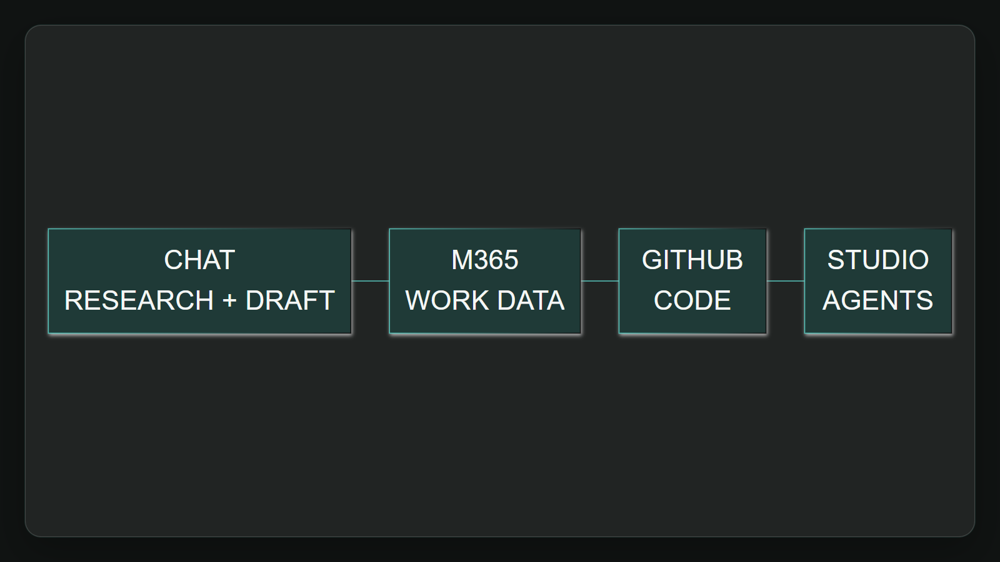 CHAT
RESEARCH + DRAFT
M365
WORK DATA
GITHUB
CODE
STUDIO
AGENTS